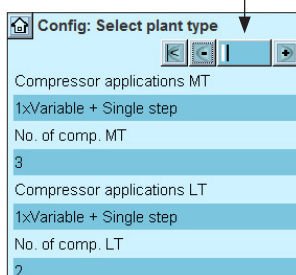 Config: Select plant type
Compressor applications MT
1xVariable + Single step
No. of comp. MT
3
Compressor applications LT
1xVariable + Single step
No. of comp. LT
2